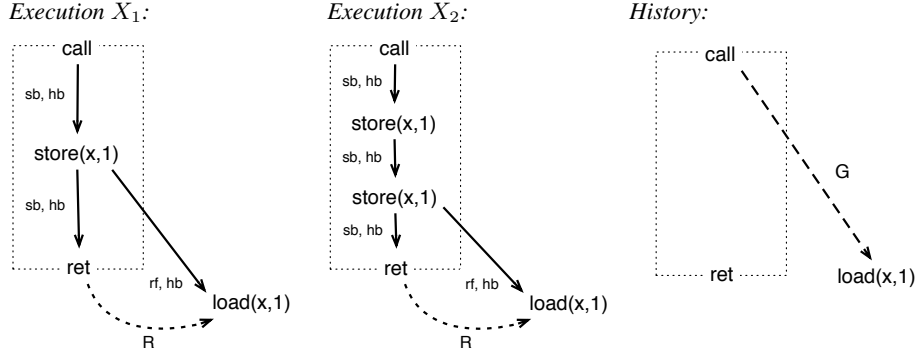 Execution X₁:
call
sb, hb
store(x,1)
sb, hb
ret
rf, hb
load(x,1)
R
Execution X₂:
call
sb, hb
store(x,1)
sb, hb
store(x,1)
sb, hb
ret
rf, hb
load(x,1)
R
History:
call
G
ret
load(x,1)